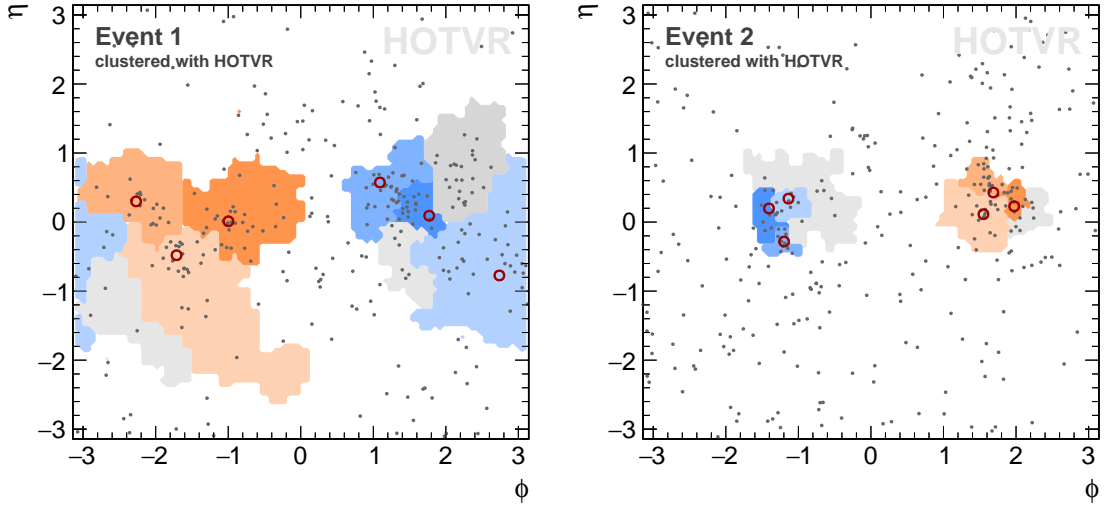 η
3
Event 1
HOTVR
clustered with HOTVR
2
1
0
−1
−2
−3
−3 −2 −1 0 1 2 3
ϕ
η
3
Event 2
HOTVR
clustered with HOTVR
2
1
0
−1
−2
−3
−3 −2 −1 0 1 2 3
ϕ